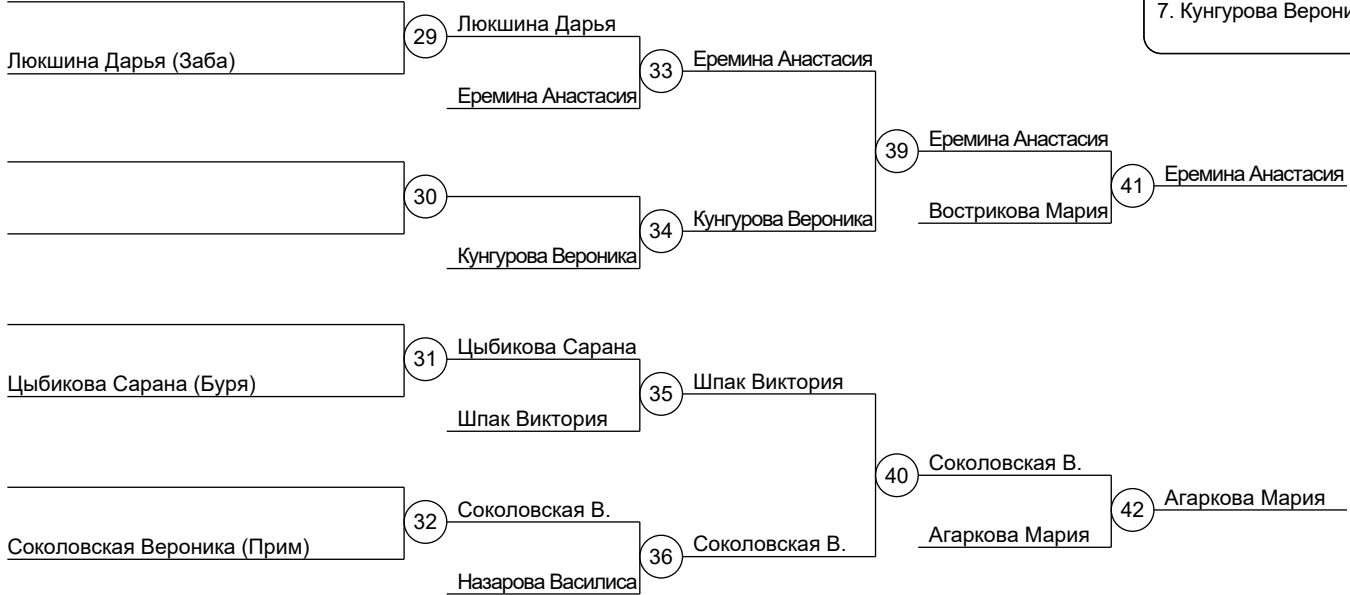 7. Кунгурова Верони
29
Люкшина Дарья
Люкшина Дарья (Заба)
33
Еремина Анастасия
Еремина Анастасия
39
Еремина Анастасия
41
Еремина Анастасия
30
Вострикова Мария
34
Кунгурова Вероника
Кунгурова Вероника
31
Цыбикова Сарана
Цыбикова Сарана (Буря)
35
Шпак Виктория
Шпак Виктория
40
Соколовская В.
42
Агаркова Мария
32
Соколовская В.
Агаркова Мария
Соколовская Вероника (Прим)
36
Соколовская В.
Назарова Василиса